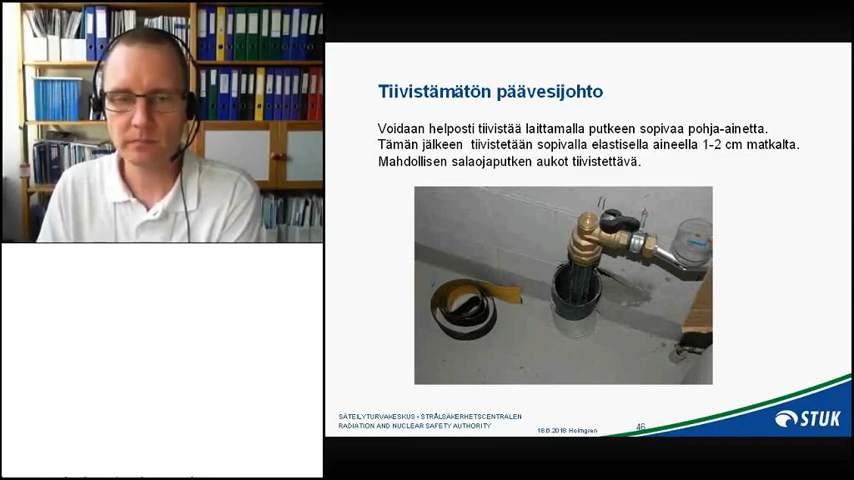 Tiivistämätön päävesijohto
Voidaan helposti tiivistää laittamalla putkeen sopivaa pohja-ainetta.
Tämän jälkeen tiivistetään sopivalla elastisella aineella 1-2 cm matkalta.
Mahdollisen salaojaputken aukot tiivistettävä.
SÄTEILYTURVAKESKUS • STRÅLSÄKERHETSCENTRALEN
RADIATION AND NUCLEAR SAFETY AUTHORITY
18.6.2018 Holmgren
46
STUK